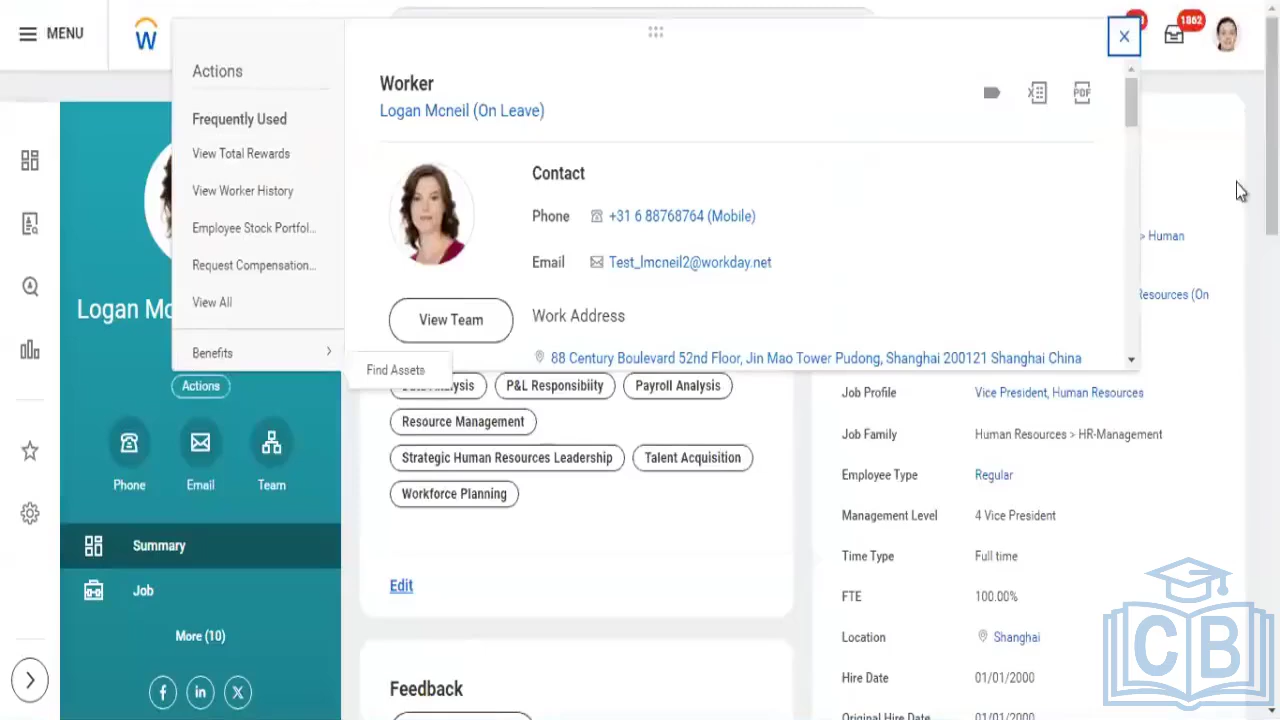 MENU
1862
Actions
Frequently Used
View Total Rewards
View Worker History
Employee Stock Portfol...
Request Compensation...
View All
Benefits
Find Assets
Worker
Logan Mcneil (On Leave)
X
PDF
Contact
Phone +31 6 88768764 (Mobile)
Email Test_lmcneil2@workday.net
View Team
Work Address
88 Century Boulevard 52nd Floor, Jin Mao Tower Pudong, Shanghai 200121 Shanghai China
> Human
Resources (On
Logan Mc
Actions
Phone
Email
Team
Summary
Job
More (10)
P&L Responsibiity
Payroll Analysis
Resource Management
Strategic Human Resources Leadership
Talent Acquisition
Workforce Planning
Edit
Feedback
Job Profile Vice President, Human Resources
Job Family Human Resources > HR-Management
Employee Type Regular
Management Level 4 Vice President
Time Type Full time
FTE 100.00%
Location Shanghai
Hire Date 01/01/2000
Original Hire Date 01/01/2000
CB